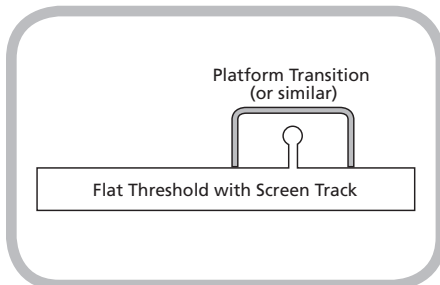 Platform Transition
(or similar)
Flat Threshold with Screen Track